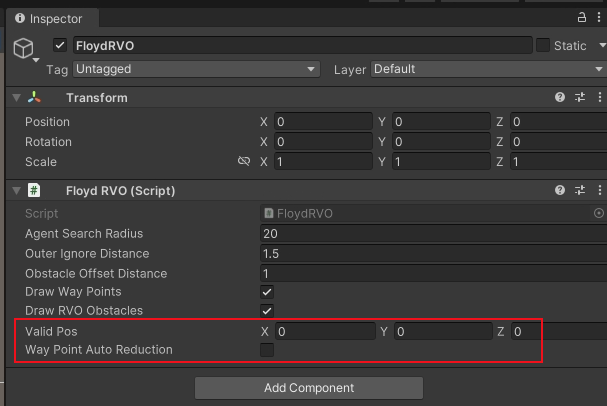 Inspector
FloydRVO Static
Tag Untagged Layer Default
Transform
Position X 0 Y 0 Z 0
Rotation X 0 Y 0 Z 0
Scale X 1 Y 1 Z 1
# Floyd RVO (Script)
Script # FloydRVO
Agent Search Radius 20
Outer Ignore Distance 1.5
Obstacle Offset Distance 1
Draw Way Points
Draw RVO Obstacles
Valid Pos X 0 Y 0 Z 0
Way Point Auto Reduction
Add Component